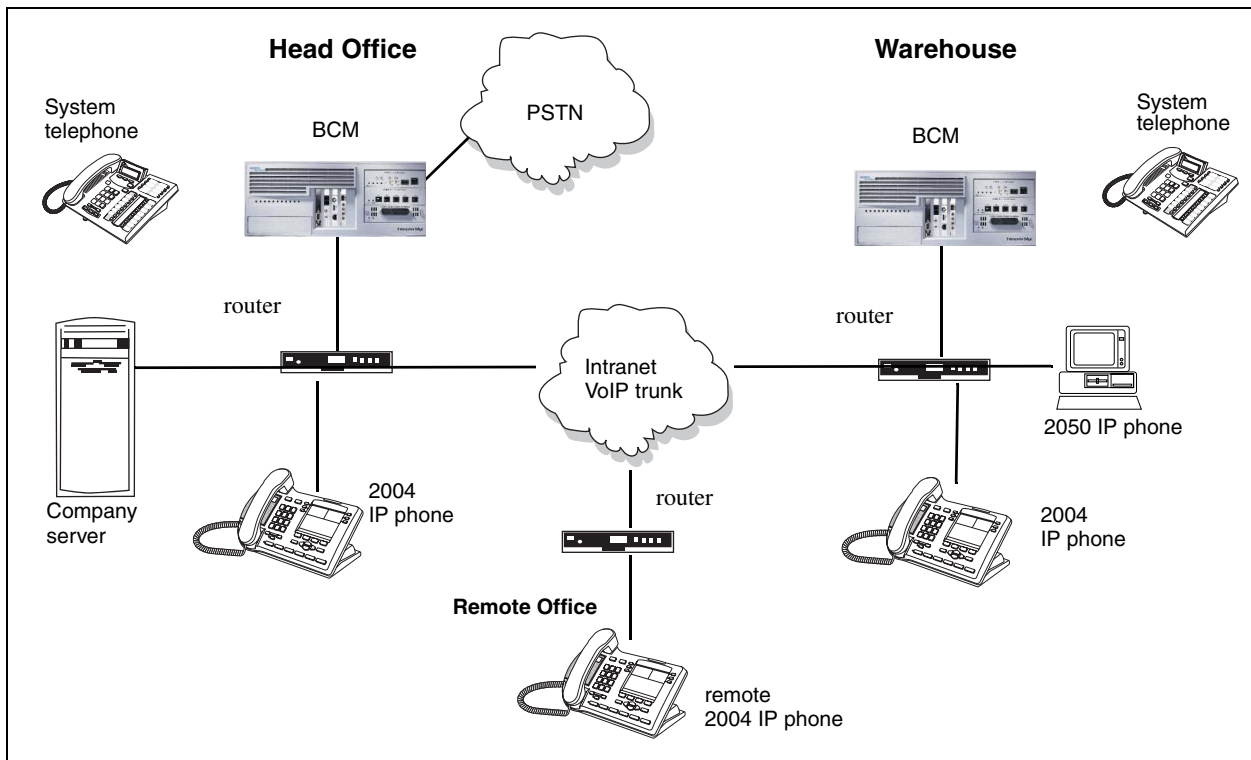 Head Office
Warehouse
System
telephone
BCM
PSTN
BCM
System
telephone
router
router
Intranet
VoIP trunk
2050 IP phone
Company
server
2004
IP phone
router
2004
IP phone
Remote Office
remote
2004 IP phone